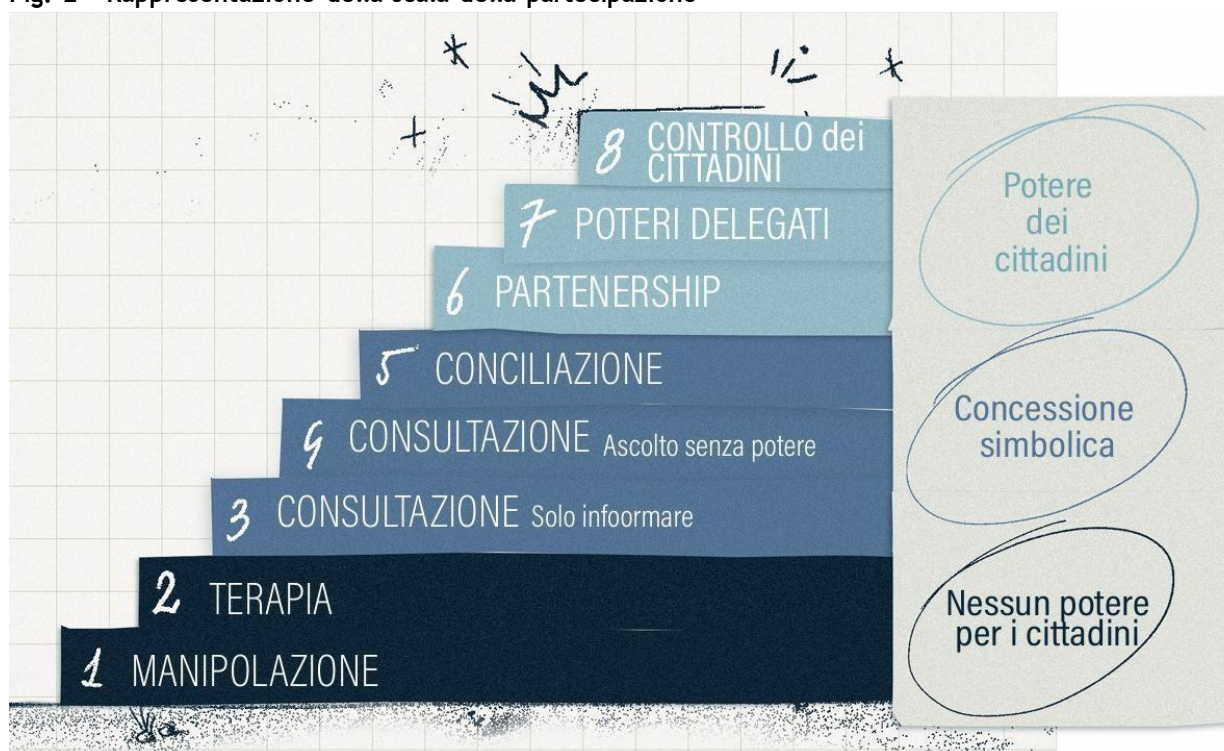 Fig. 2 - Rappresentazione della scala della partecipazione
8 CONTROLLO dei
CITTADINI
7 POTERI DELEGATI
6 PARTENERSHIP
5 CONCILIAZIONE
4 CONSULTAZIONE Ascolto senza potere
3 CONSULTAZIONE Solo infoormare
2 TERAPIA
1 MANIPOLAZIONE
Potere
dei
cittadini
Concessione
simbolica
Nessun potere
per i cittadini